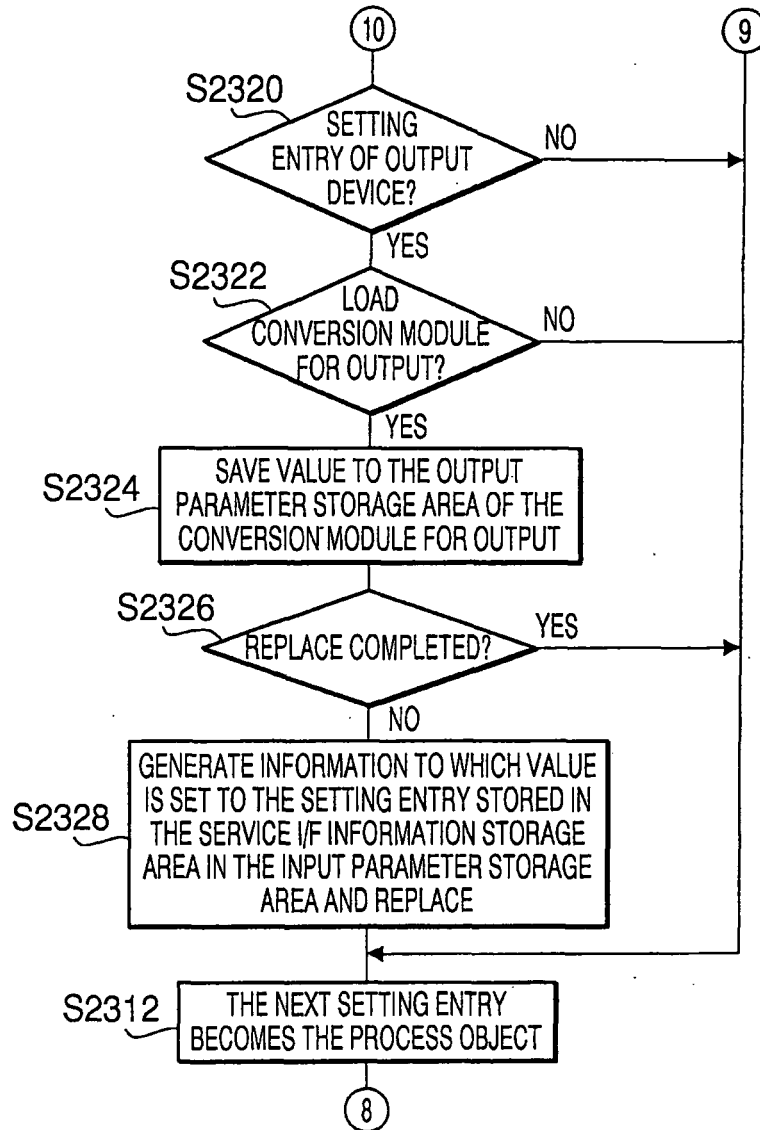 10
9
S2320
SETTING
ENTRY OF OUTPUT
DEVICE?
NO
YES
S2322
LOAD
CONVERSION MODULE
FOR OUTPUT?
NO
YES
S2324
SAVE VALUE TO THE OUTPUT
PARAMETER STORAGE AREA OF THE
CONVERSION MODULE FOR OUTPUT
S2326
REPLACE COMPLETED?
YES
NO
S2328
GENERATE INFORMATION TO WHICH VALUE
IS SET TO THE SETTING ENTRY STORED IN
THE SERVICE I/F INFORMATION STORAGE
AREA IN THE INPUT PARAMETER STORAGE
AREA AND REPLACE
S2312
THE NEXT SETTING ENTRY
BECOMES THE PROCESS OBJECT
8